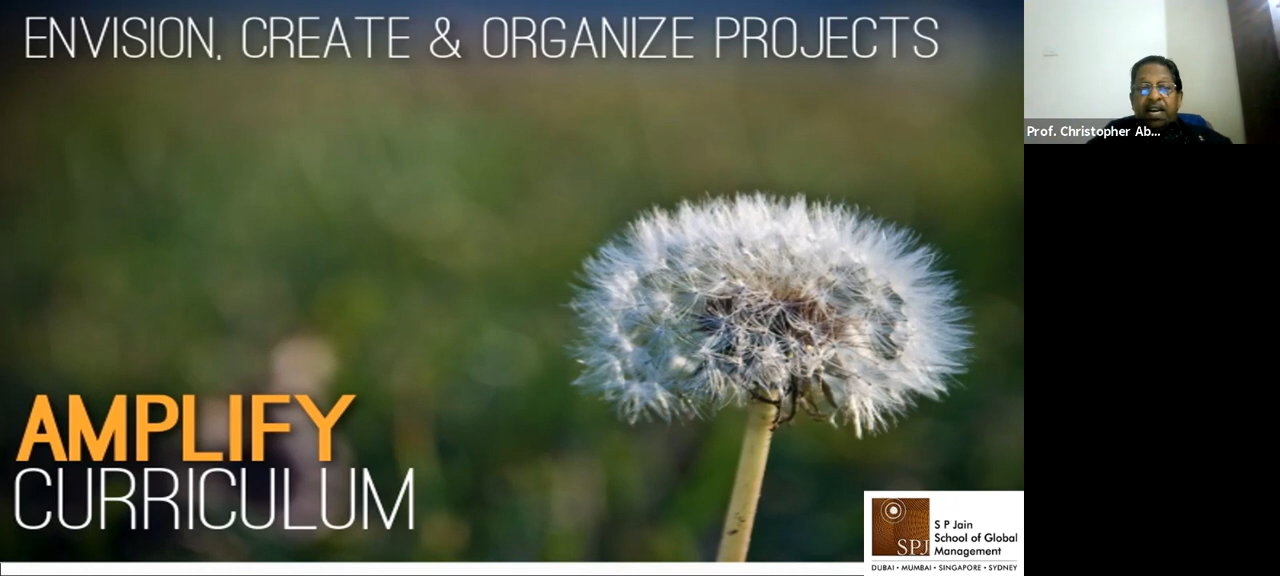 ENVISION, CREATE & ORGANIZE PROJECTS
Prof. Christopher Ab...
AMPLIFY
CURRICULUM
SPJ
S P Jain
School of Global
Management
DUBAI • MUMBAI • SINGAPORE • SYDNEY